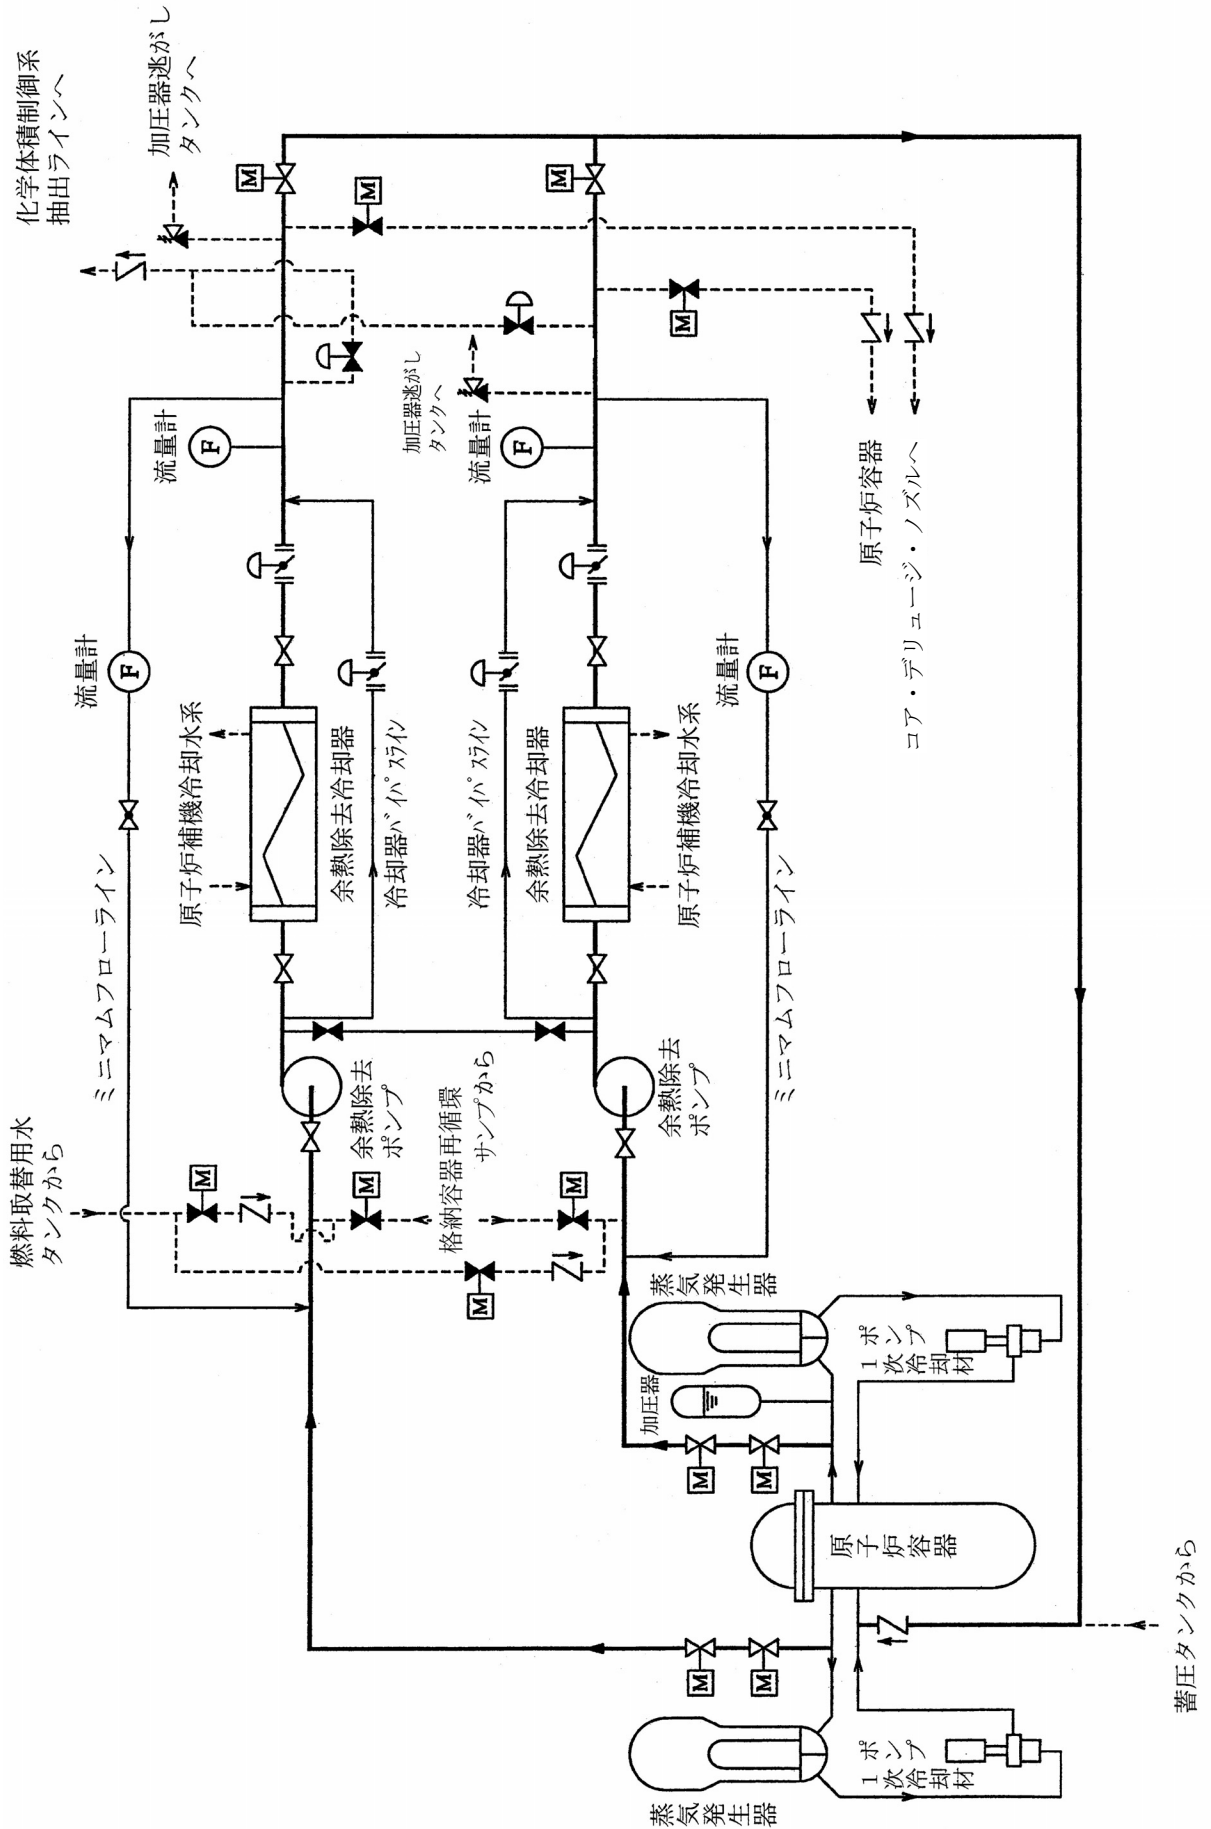 化学体積制御系
抽出ラインへ
加圧器逃がし
タンクへ
M
M
M
加圧器逃がし
タンクへ
M
流量計
F
流量計
F
原子炉容器
コア・デリュージ・ノズルへ
流量計
F
流量計
F
原子炉補機冷却水系
余熱除去冷却器
冷却器バイパスライン
冷却器バイパスライン
余熱除去冷却器
原子炉補機冷却水系
ミニマムフローライン
ミニマムフローライン
余熱除去
ポンプ
余熱除去
ポンプ
燃料取替用水
タンクから
M
M
格納容器再循環
サンプから
M
M
蒸気発生器
加圧器
1次冷却材
ポンプ
M
M
原子炉容器
M
M
蒸気発生器
1次冷却材
ポンプ
蓄圧タンクから